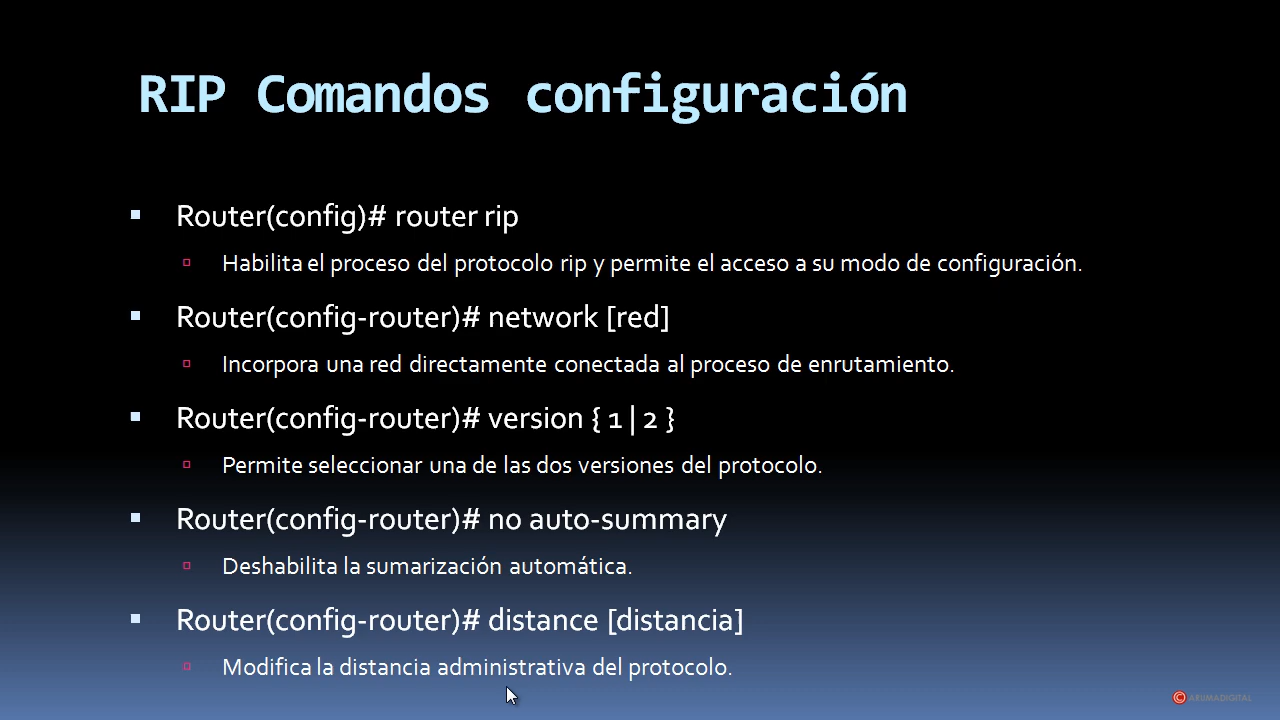 RIP Comandos configuración
Router(config)# router rip
Habilita el proceso del protocolo rip y permite el acceso a su modo de configuración.
Router(config-router)# network [red]
Incorpora una red directamente conectada al proceso de enrutamiento.
Router(config-router)# version { 1 | 2 }
Permite seleccionar una de las dos versiones del protocolo.
Router(config-router)# no auto-summary
Deshabilita la sumarización automática.
Router(config-router)# distance [distancia]
Modifica la distancia administrativa del protocolo.
© ARUMADIGITAL